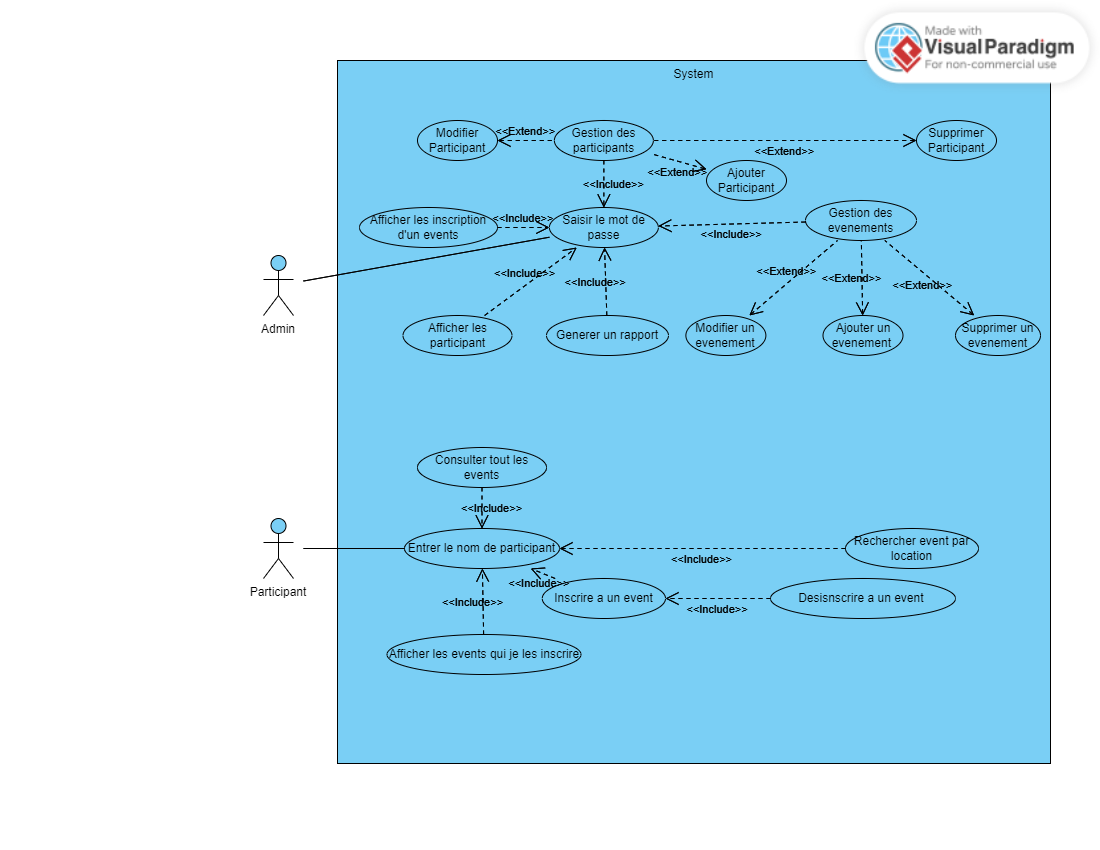 Made with
Visual Paradigm
For non-commercial use
System
Modifier
Participant
<<Extend>>
Gestion des
participants
<<Extend>>
Supprimer
Participant
<<Extend>>
Ajouter
Participant
<<Include>>
Afficher les inscription
d'un events
<<Include>>
Saisir le mot de
passe
<<Include>>
Gestion des
evenements
<<Include>>
<<Include>>
<<Extend>>
<<Extend>>
<<Extend>>
Admin
Afficher les
participant
Generer un rapport
Modifier un
evenement
Ajouter un
evenement
Supprimer un
evenement
Consulter tout les
events
<<Include>>
Entrer le nom de participant
<<Include>>
Rechercher event par
location
Participant
<<Include>>
Inscrire a un event
<<Include>>
Desisnscrire a un event
<<Include>>
Afficher les events qui je les inscrire